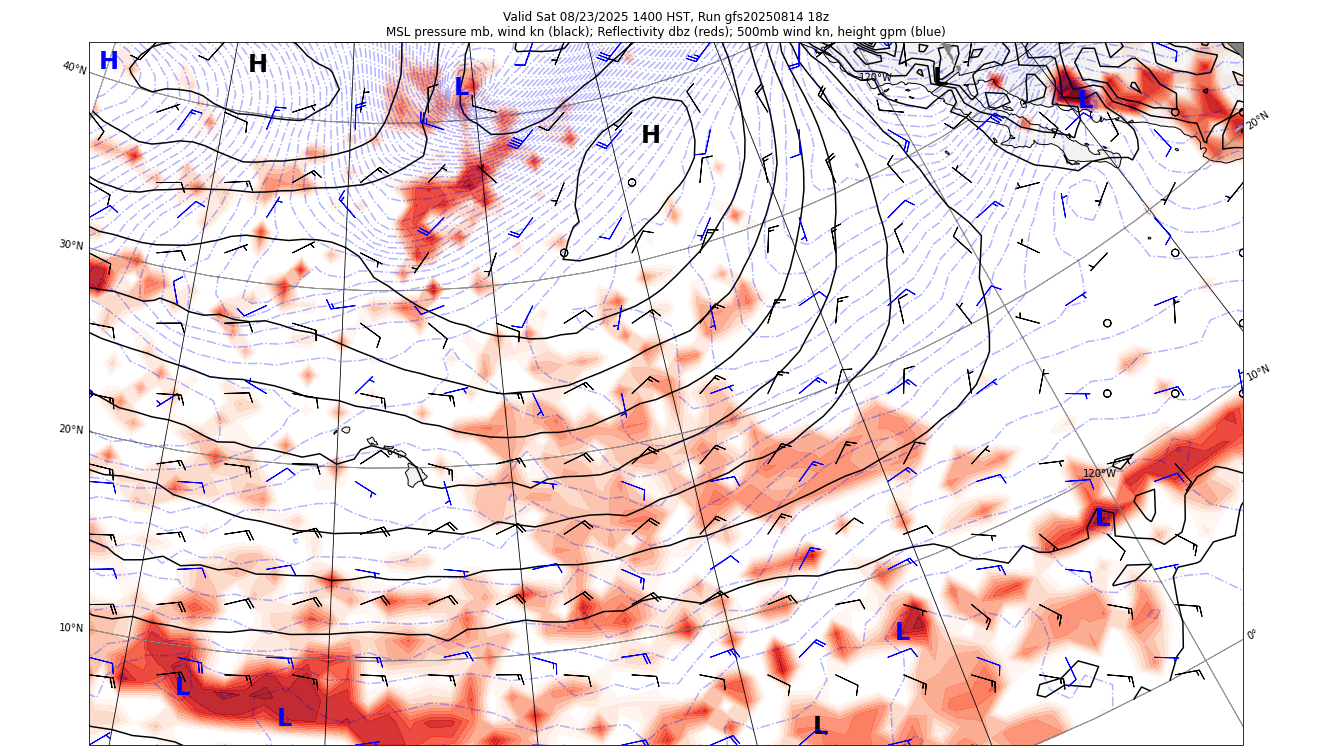 Valid Sat 08/23/2025 1400 HST, Run gfs20250814 18z
MSL pressure mb, wind kn (black); Reflectivity dbz (reds); 500mb wind kn, height gpm (blue)
H
H
L
L
120°W
L
40°N
20°N
H
30°N
10°N
20°N
120°W
L
10°N
L
0°
L
L
L